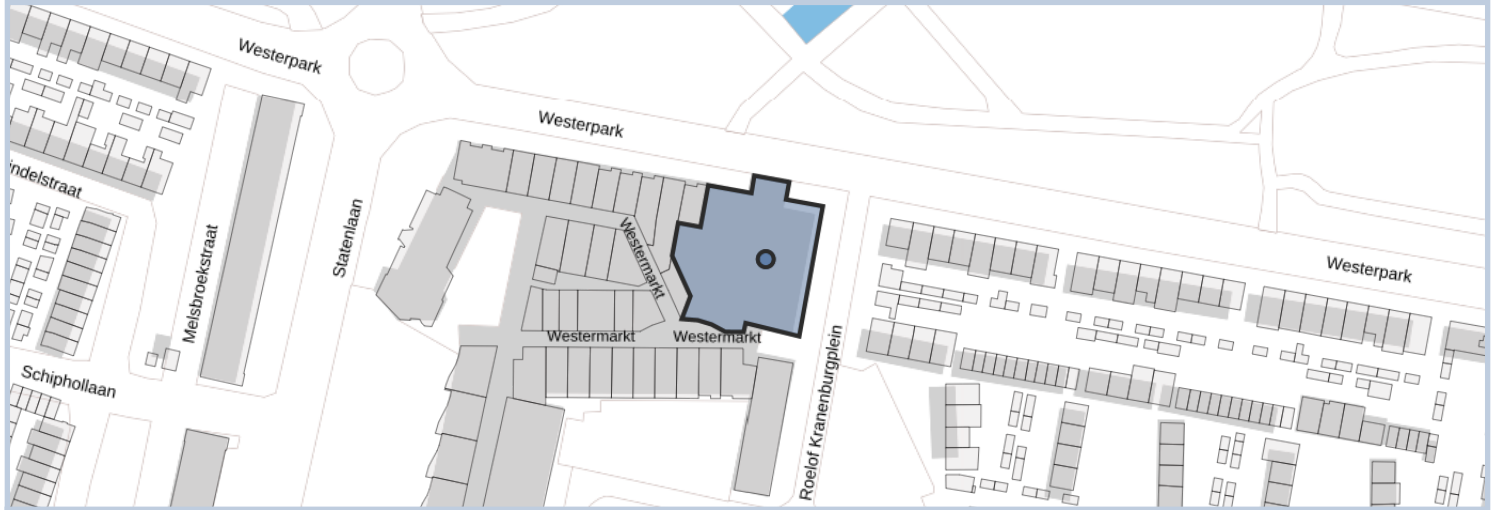 Westerpark
Westerpark
indelstraat
Melsbroekstraat
Statenlaan
Westermarkt
Westerpark
Westermarkt
Westermarkt
Schiphollaan
Roelof Kranenburgplein